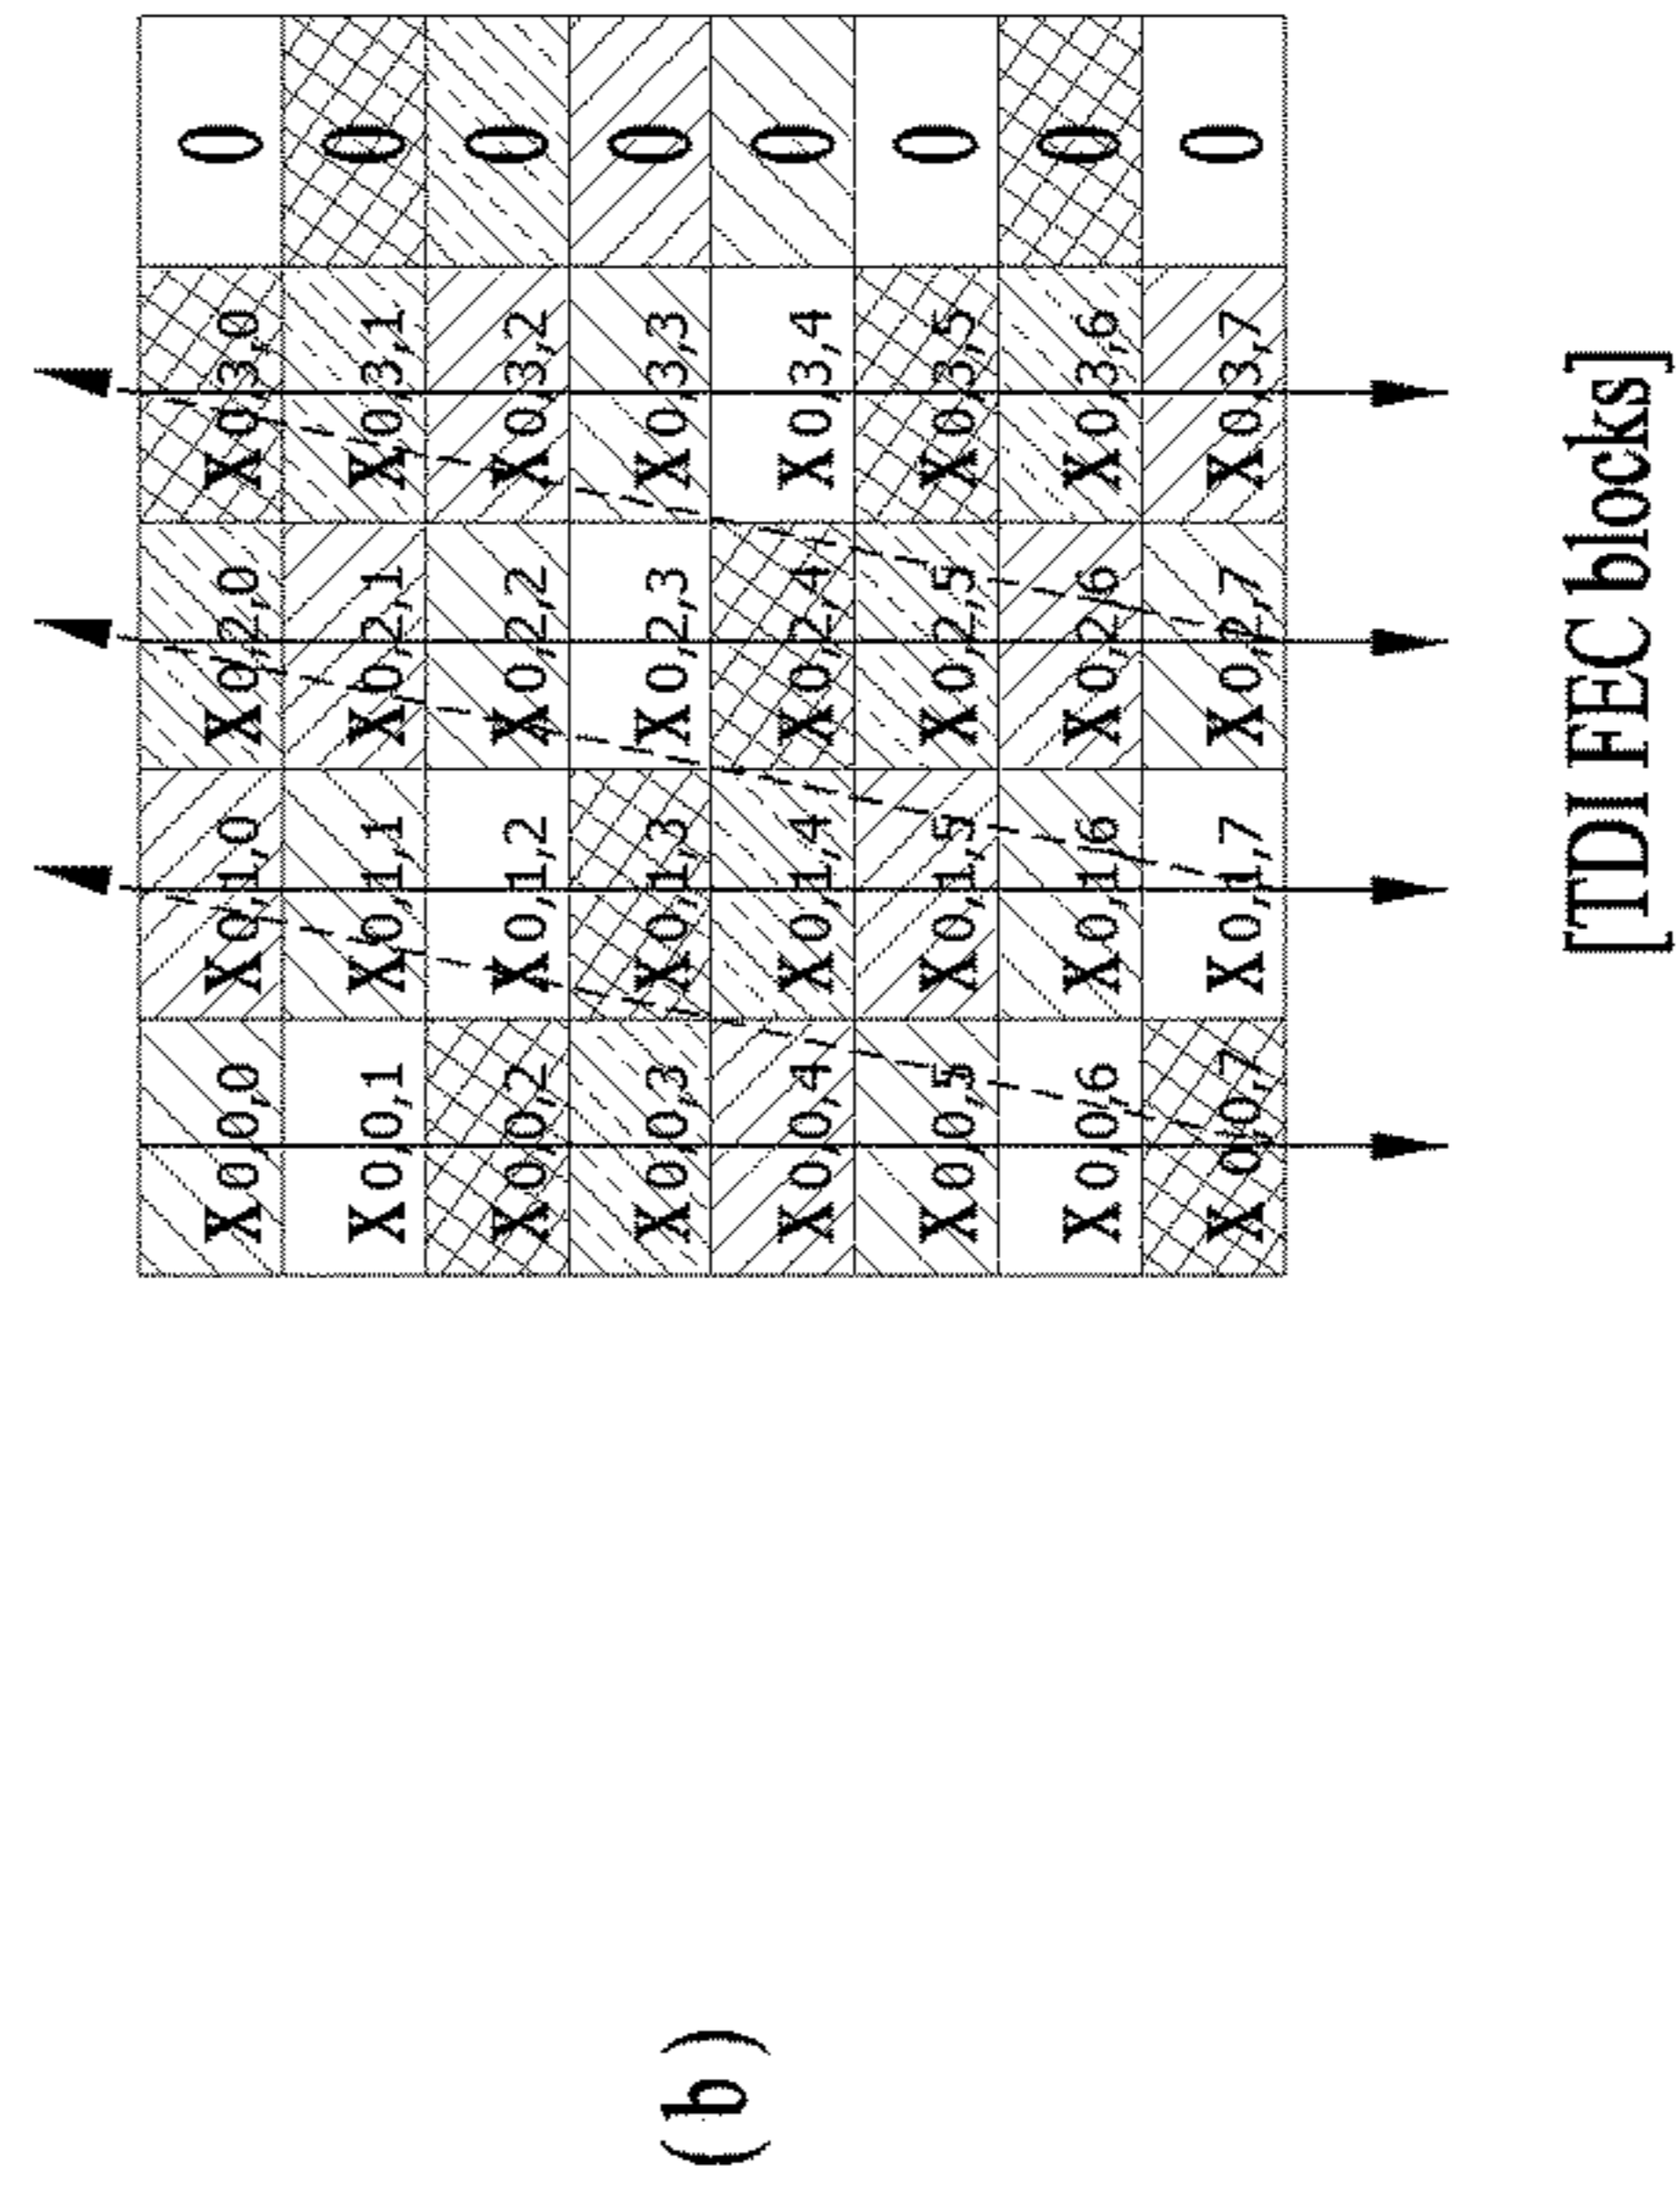 (b)
X0,0,0 X0,1,0 X0,2,0 X0,3,0 0
X0,0,1 X0,1,1 X0,2,1 X0,3,1 0
X0,0,2 X0,1,2 X0,2,2 X0,3,2 0
X0,0,3 X0,1,3 X0,2,3 X0,3,3 0
X0,0,4 X0,1,4 X0,2,4 X0,3,4 0
X0,0,5 X0,1,5 X0,2,5 X0,3,5 0
X0,0,6 X0,1,6 X0,2,6 X0,3,6 0
X0,0,7 X0,1,7 X0,2,7 X0,3,7 0
[TDI FEC blocks]